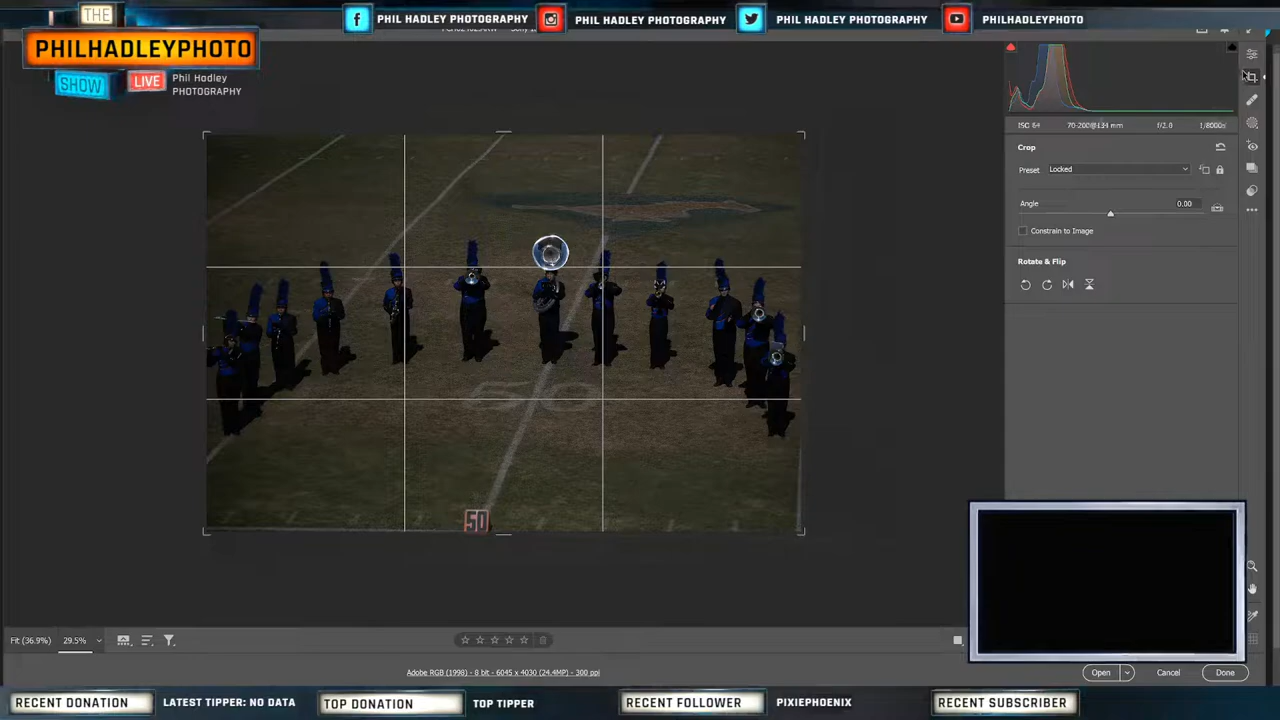 THE
PHILHADLEYPHOTO
SHOW
LIVE
Phil Hadley
PHOTOGRAPHY
PHIL HADLEY PHOTOGRAPHY
PHIL HADLEY PHOTOGRAPHY
PHIL HADLEY PHOTOGRAPHY
PHILHADLEYPHOTO
ISO 64 70-200@134 mm f/2.8 1/8000s
Crop
Preset Locked
Angle 0.00
Constrain to Image
Rotate & Flip
50
50
Fit (36.9%) 29.5%
Adobe RGB (1998) - 8 bit - 6045 x 4030 (24.4MP) - 300 ppi
Open Cancel Done
RECENT DONATION LATEST TIPPER: NO DATA TOP DONATION TOP TIPPER RECENT FOLLOWER PIXIEPHOENIX RECENT SUBSCRIBER